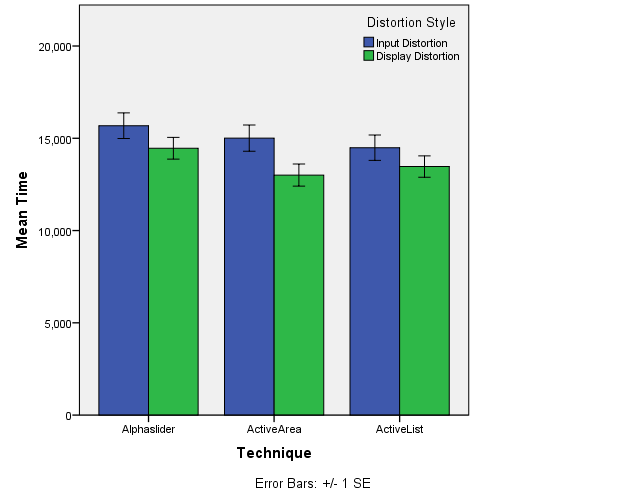 Distortion Style
Input Distortion
Display Distortion
20,000
15,000
10,000
5,000
0
Mean Time
Alphaslider
ActiveArea
ActiveList
Technique
Error Bars: +/- 1 SE